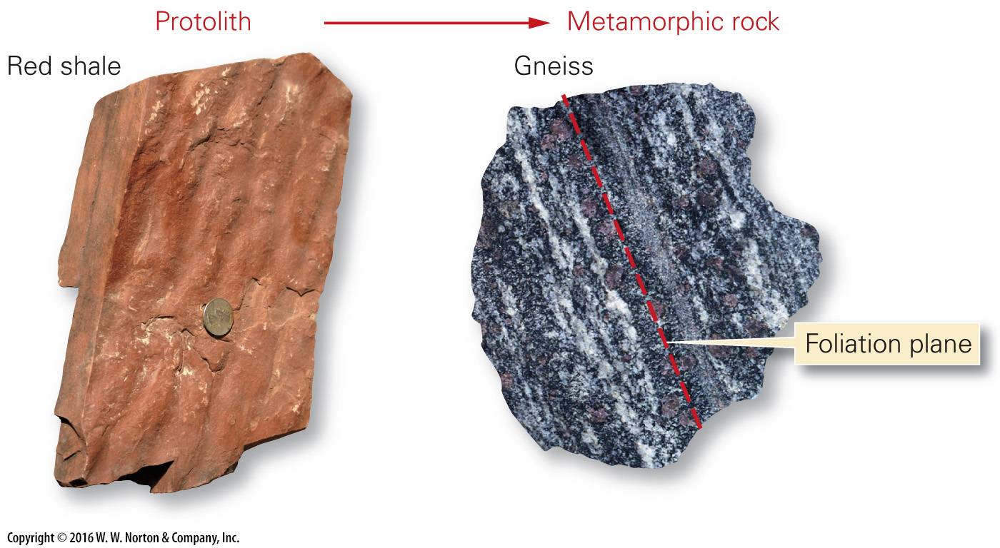 Protolith
Metamorphic rock
Red shale
Gneiss
Foliation plane
Copyright © 2016 W. W. Norton & Company, Inc.